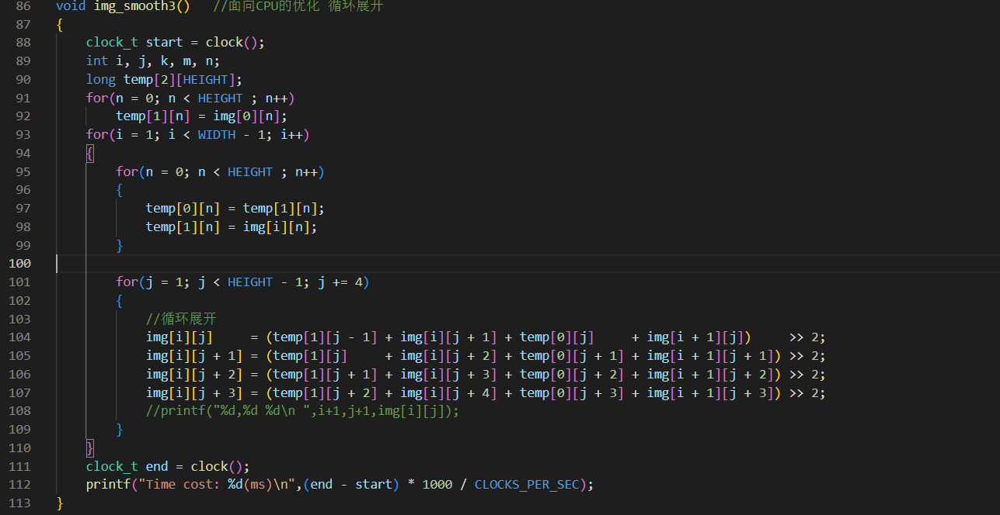 86 void img_smooth3()   //面向CPU的优化 循环展开
87 {
88     clock_t start = clock();
89     int i, j, k, m, n;
90     long temp[2][HEIGHT];
91     for(n = 0; n < HEIGHT ; n++)
92         temp[1][n] = img[0][n];
93     for(i = 1; i < WIDTH - 1; i++)
94     {
95         for(n = 0; n < HEIGHT ; n++)
96         {
97             temp[0][n] = temp[1][n];
98             temp[1][n] = img[i][n];
99         }
100
101         for(j = 1; j < HEIGHT - 1; j += 4)
102         {
103             //循环展开
104             img[i][j]     = (temp[1][j - 1] + img[i][j + 1] + temp[0][j]     + img[i + 1][j])     >> 2;
105             img[i][j + 1] = (temp[1][j]     + img[i][j + 2] + temp[0][j + 1] + img[i + 1][j + 1]) >> 2;
106             img[i][j + 2] = (temp[1][j + 1] + img[i][j + 3] + temp[0][j + 2] + img[i + 1][j + 2]) >> 2;
107             img[i][j + 3] = (temp[1][j + 2] + img[i][j + 4] + temp[0][j + 3] + img[i + 1][j + 3]) >> 2;
108             //printf("%d,%d %d\n ",i+1,j+1,img[i][j]);
109         }
110     }
111     clock_t end = clock();
112     printf("Time cost: %d(ms)\n",(end - start) * 1000 / CLOCKS_PER_SEC);
113 }